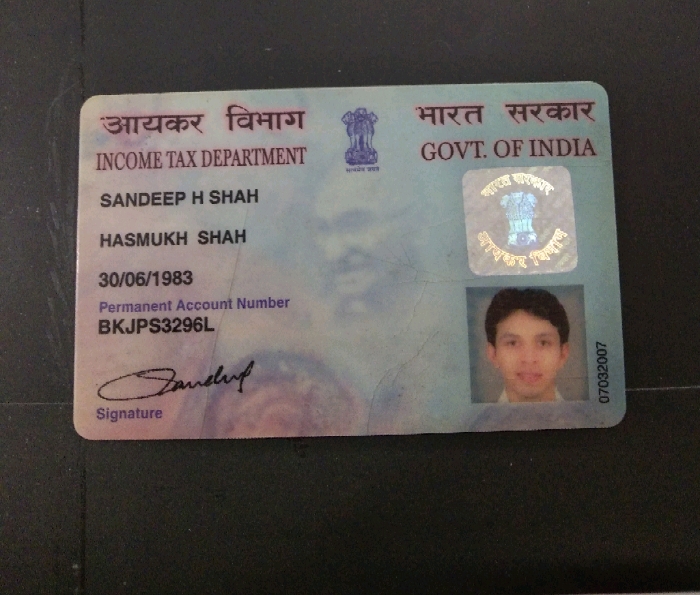 आयकर विभाग
भारत सरकार
INCOME TAX DEPARTMENT
GOVT. OF INDIA
सत्यमेव जयते
SANDEEP H SHAH
HASMUKH SHAH
30/06/1983
Permanent Account Number
BKJPS3296L
Signature
भारत सरकार
आयकर विभाग
07032007